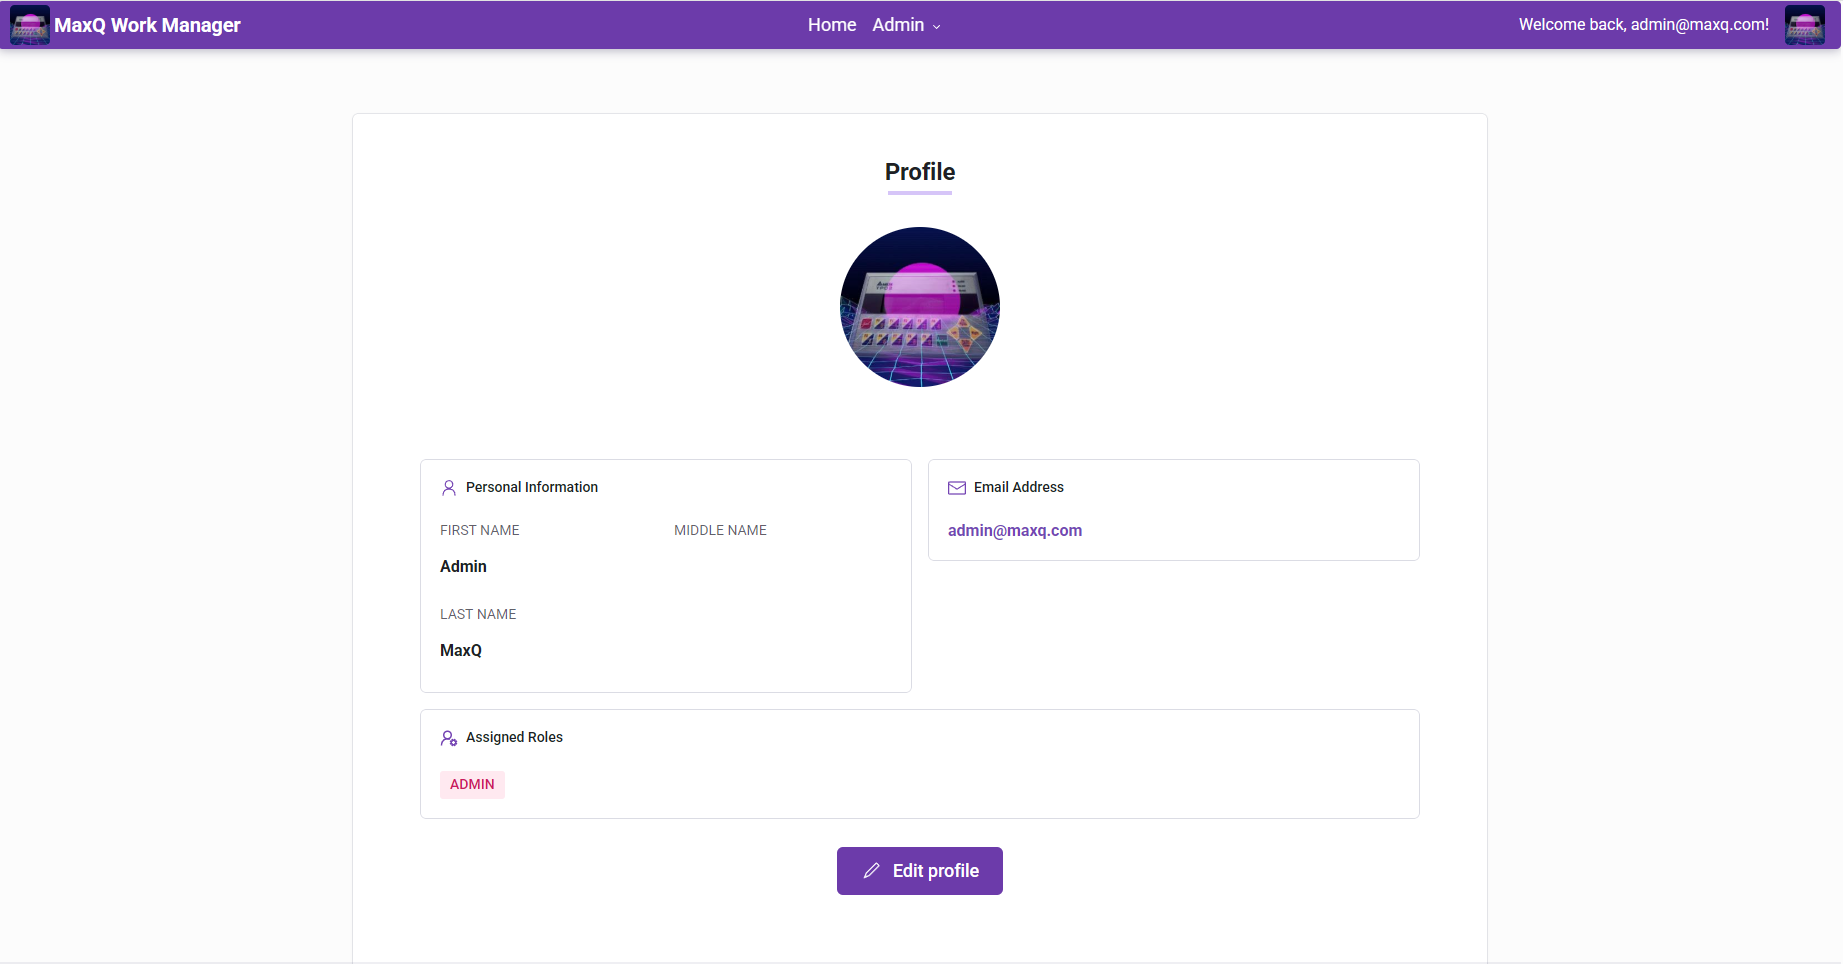 MaxQ Work Manager
Home Admin
Welcome back, admin@maxq.com!
Profile
Personal Information
FIRST NAME MIDDLE NAME
Admin
LAST NAME
MaxQ
Email Address
admin@maxq.com
Assigned Roles
ADMIN
Edit profile